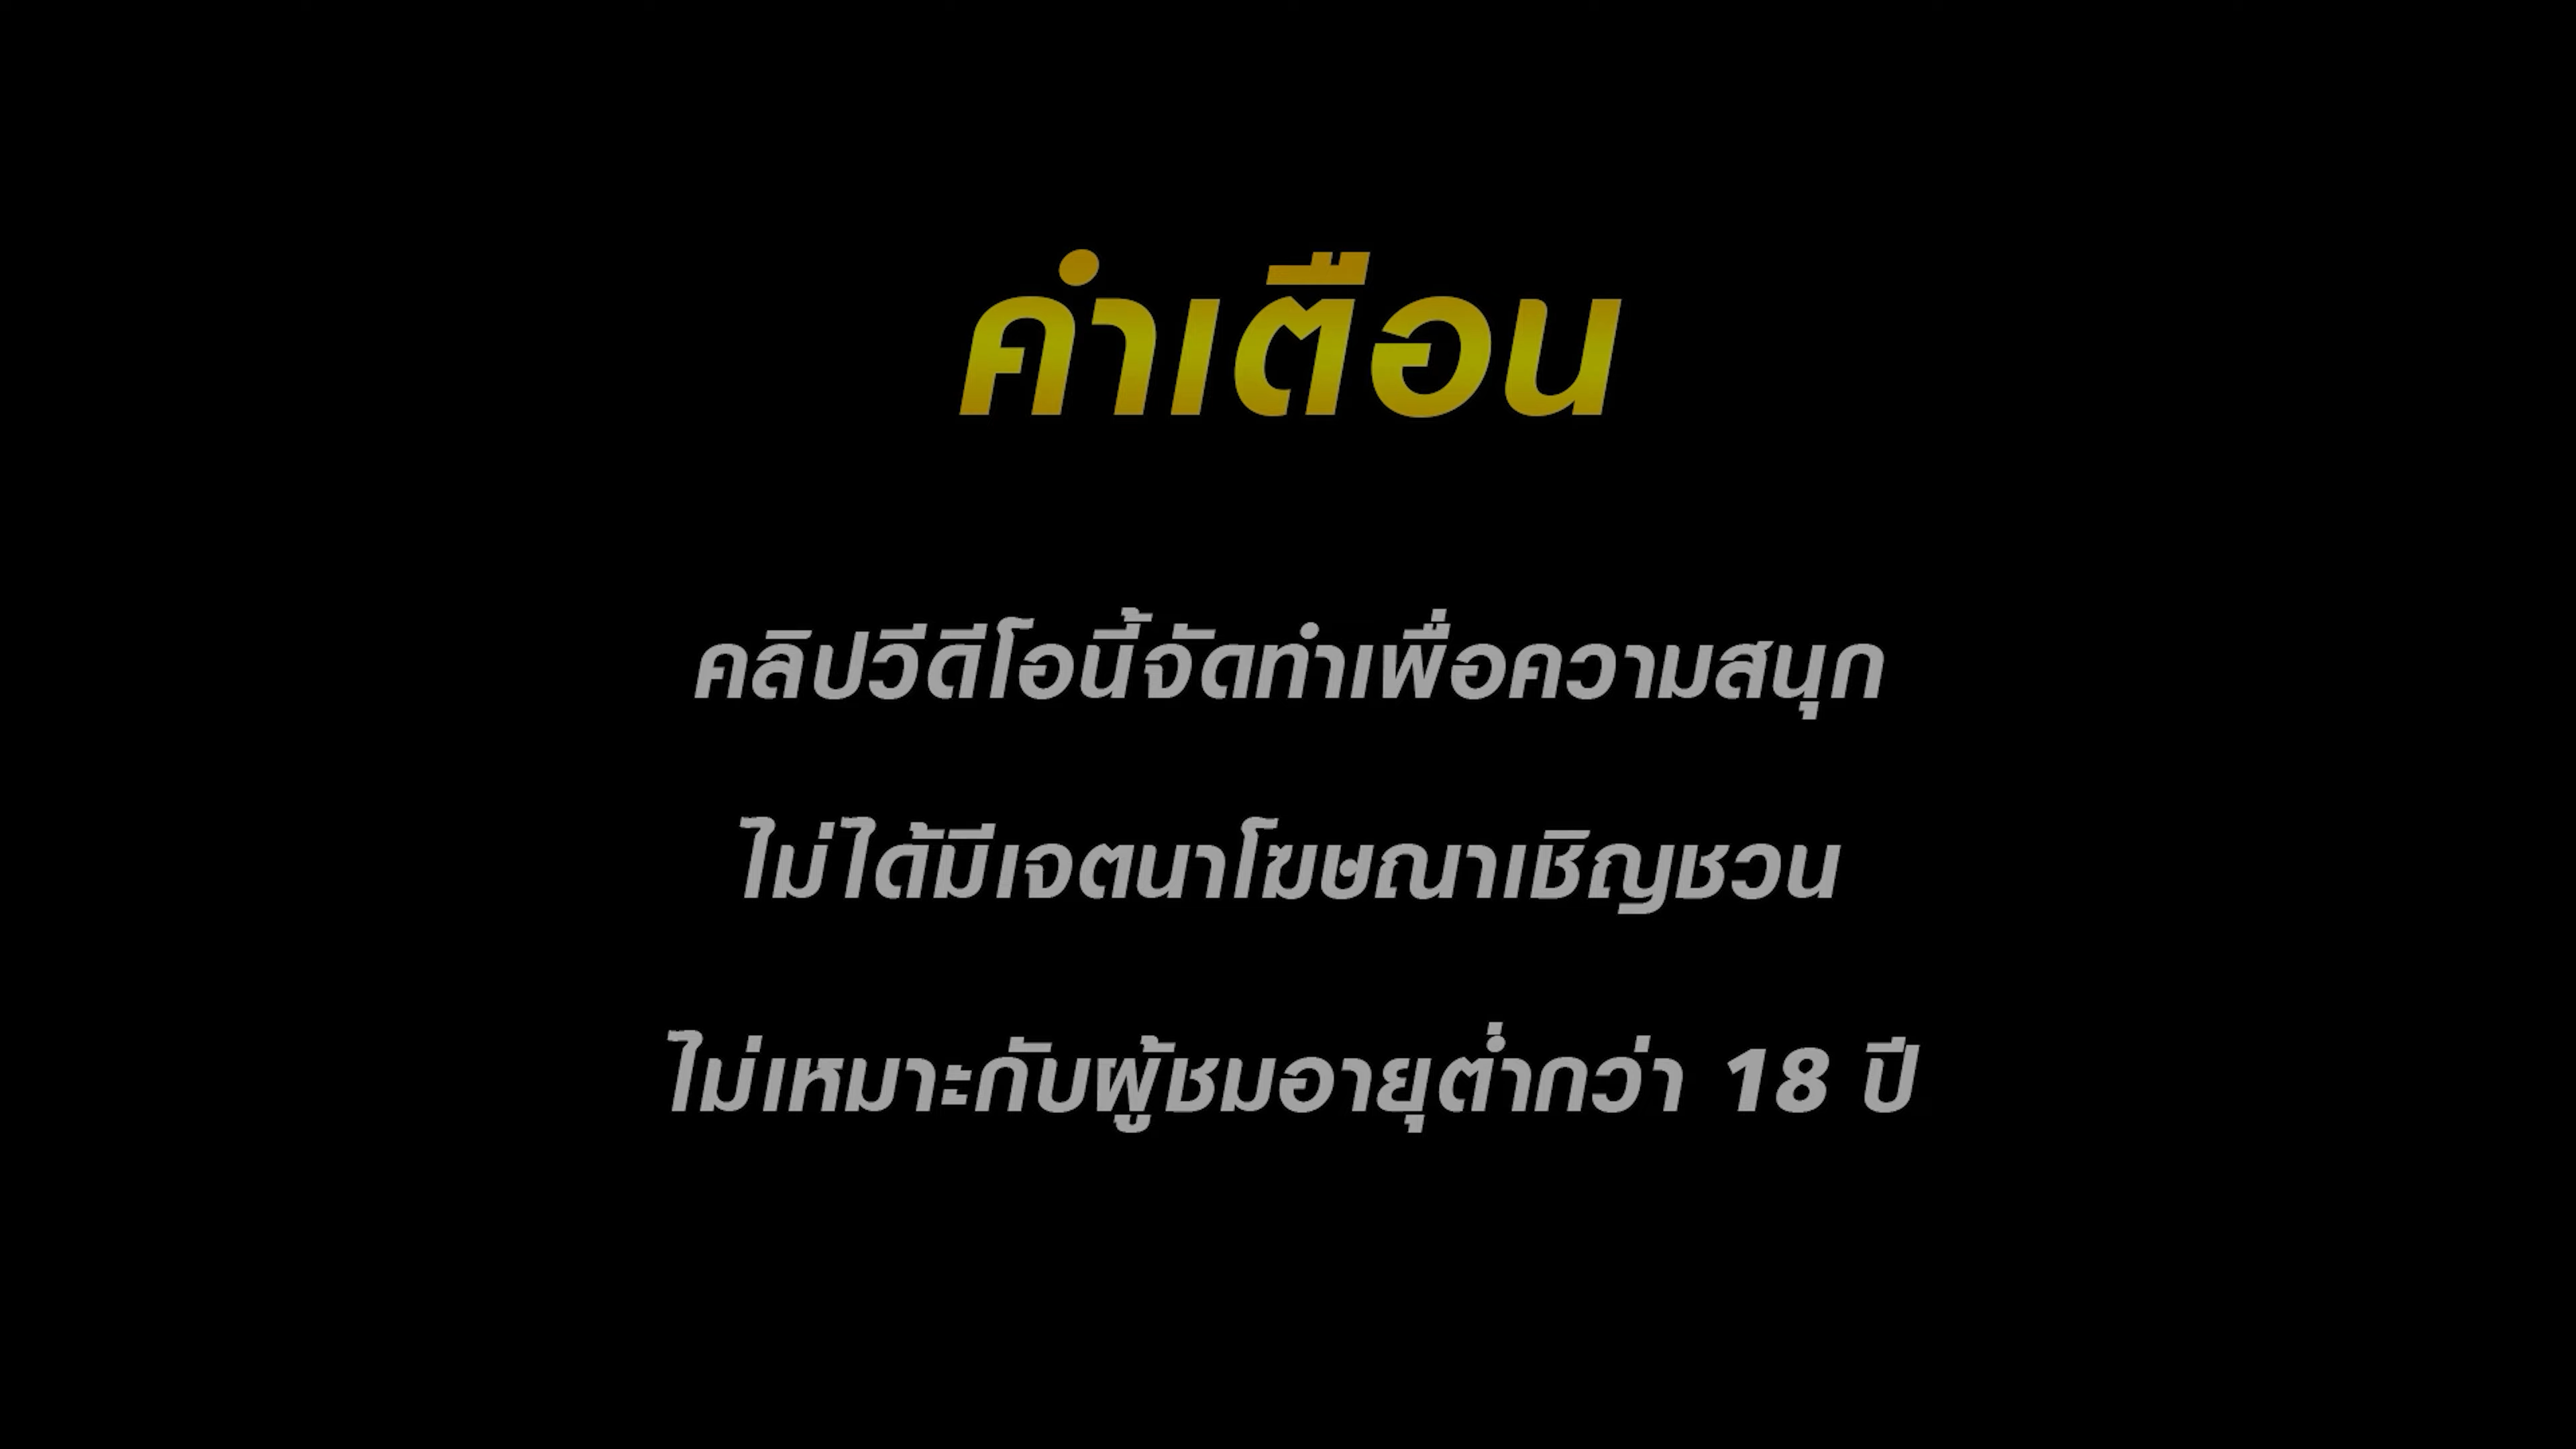 คำเตือน
คลิปวีดีโอนี้จัดทำเพื่อความสนุก
ไม่ได้มีเจตนาโฆษณาเชิญชวน
ไม่เหมาะกับผู้ชมอายุต่ำกว่า 18 ปี